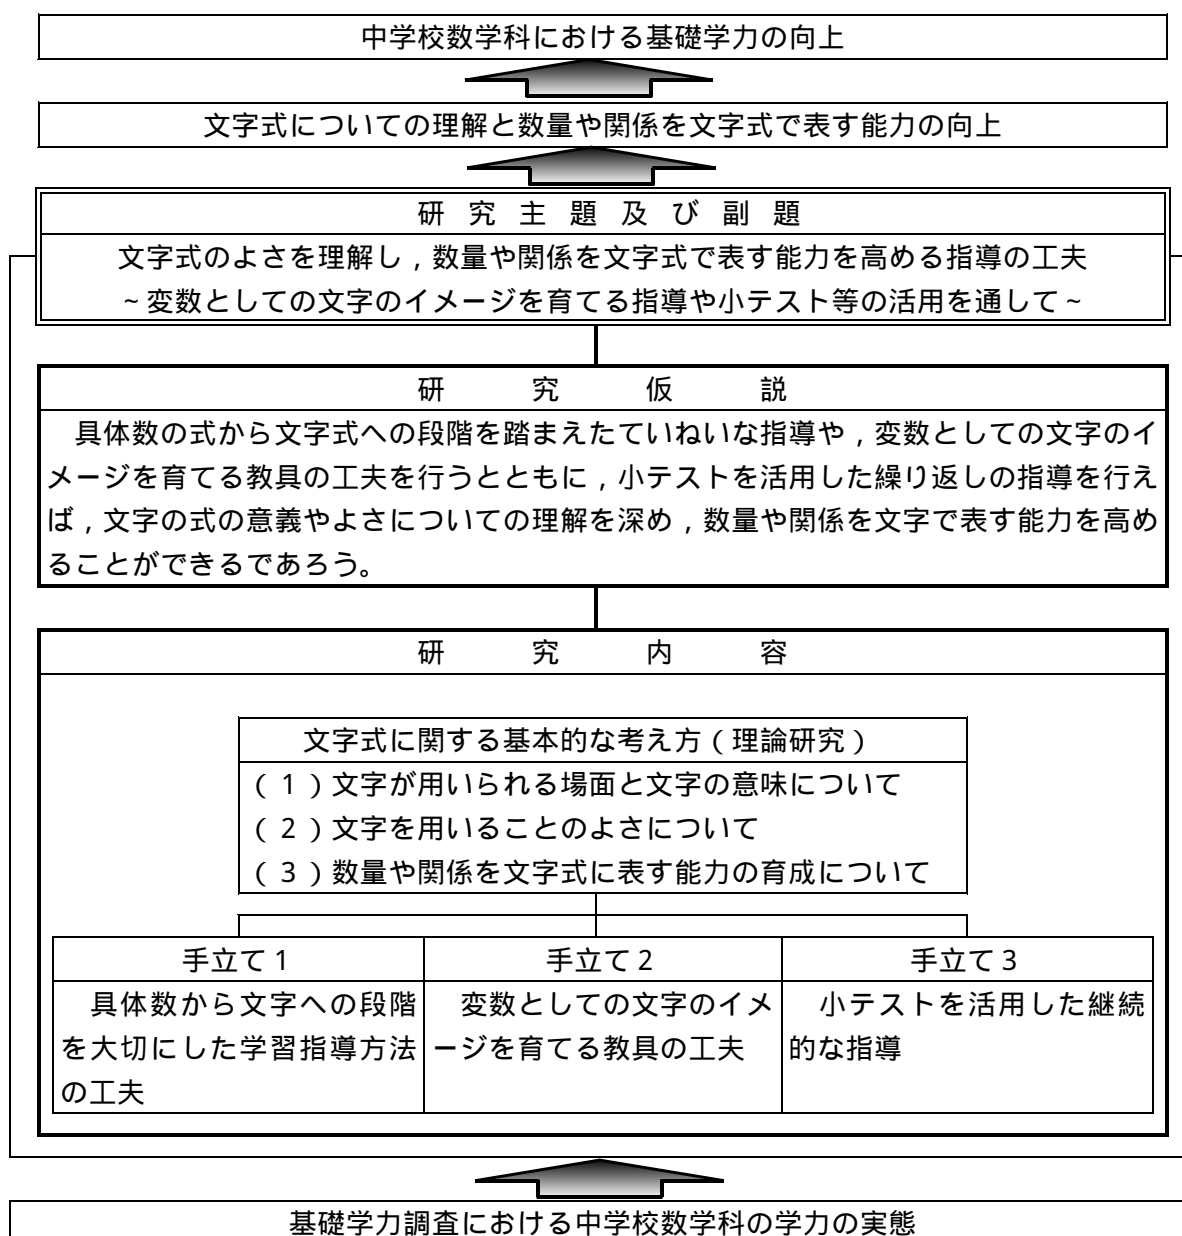 中学校数学科における基礎学力の向上
文字式についての理解と数量や関係を文字式で表す能力の向上
研究主題及び副題
文字式のよさを理解し，数量や関係を文字式で表す能力を高める指導の工夫
~変数としての文字のイメージを育てる指導や小テスト等の活用を通して~
研究仮説
具体数の式から文字式への段階を踏まえたていねいな指導や，変数としての文字のイ
メージを育てる教具の工夫を行うとともに，小テストを活用した繰り返しの指導を行え
ば，文字の式の意義やよさについての理解を深め，数量や関係を文字で表す能力を高め
ることができるであろう。
研究内容
文字式に関する基本的な考え方（理論研究）
（1）文字が用いられる場面と文字の意味について
（2）文字を用いることのよさについて
（3）数量や関係を文字式に表す能力の育成について
手立て1
具体数から文字への段階
を大切にした学習指導方法
の工夫
手立て2
変数としての文字のイメ
ージを育てる教具の工夫
手立て3
小テストを活用した継続
的な指導
基礎学力調査における中学校数学科の学力の実態